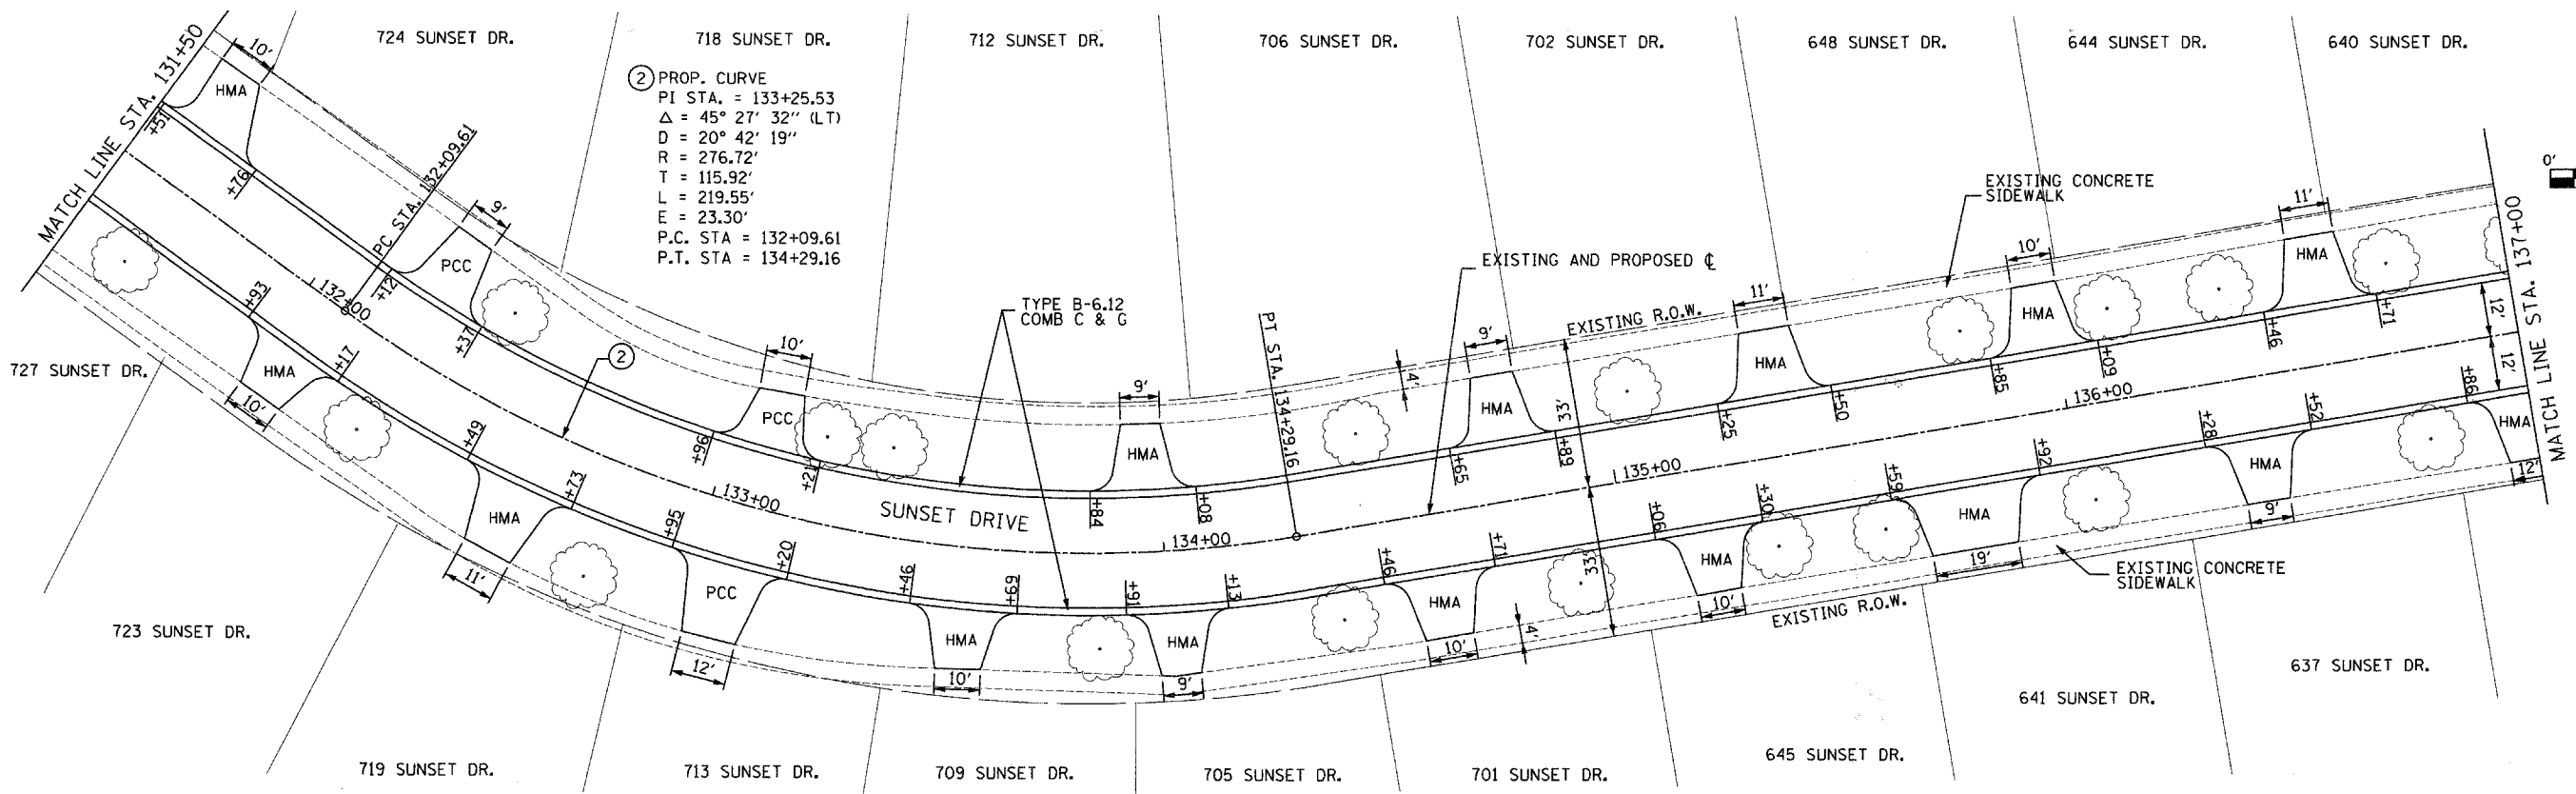 724 SUNSET DR.
718 SUNSET DR.
712 SUNSET DR.
706 SUNSET DR.
702 SUNSET DR.
648 SUNSET DR.
644 SUNSET DR.
640 SUNSET DR.
② PROP. CURVE
PI STA. = 133+25.53
Δ = 45° 27' 32'' (LT)
D = 20° 42' 19''
R = 276.72'
T = 115.92'
L = 219.55'
E = 23.30'
P.C. STA = 132+09.61
P.T. STA = 134+29.16
MATCH LINE STA. 131+50
10'
HMA
+51
+76
PC STA. 132+09.61
9'
PCC
+12
+37
132+00
10'
PCC
+96
+21
133+00
②
TYPE B-6.12
COMB C & G
SUNSET DRIVE
9'
HMA
+84
+08
134+00
PT STA. 134+29.16
4'
EXISTING AND PROPOSED ℄
9'
HMA
+65
+89
EXISTING R.O.W.
33'
33'
135+00
11'
HMA
+25
+50
EXISTING CONCRETE
SIDEWALK
10'
HMA
+85
+09
136+00
11'
HMA
+46
+71
12'
12'
0'
MATCH LINE STA. 137+00
727 SUNSET DR.
+93
+17
HMA
10'
+49
+73
HMA
11'
+95
+20
PCC
12'
+46
+69
HMA
10'
+91
+13
HMA
9'
+46
+71
HMA
10'
4'
+06
+30
HMA
10'
EXISTING R.O.W.
+59
+92
HMA
19'
EXISTING CONCRETE
SIDEWALK
+28
+52
HMA
9'
+86
HMA
12'
723 SUNSET DR.
719 SUNSET DR.
713 SUNSET DR.
709 SUNSET DR.
705 SUNSET DR.
701 SUNSET DR.
645 SUNSET DR.
641 SUNSET DR.
637 SUNSET DR.